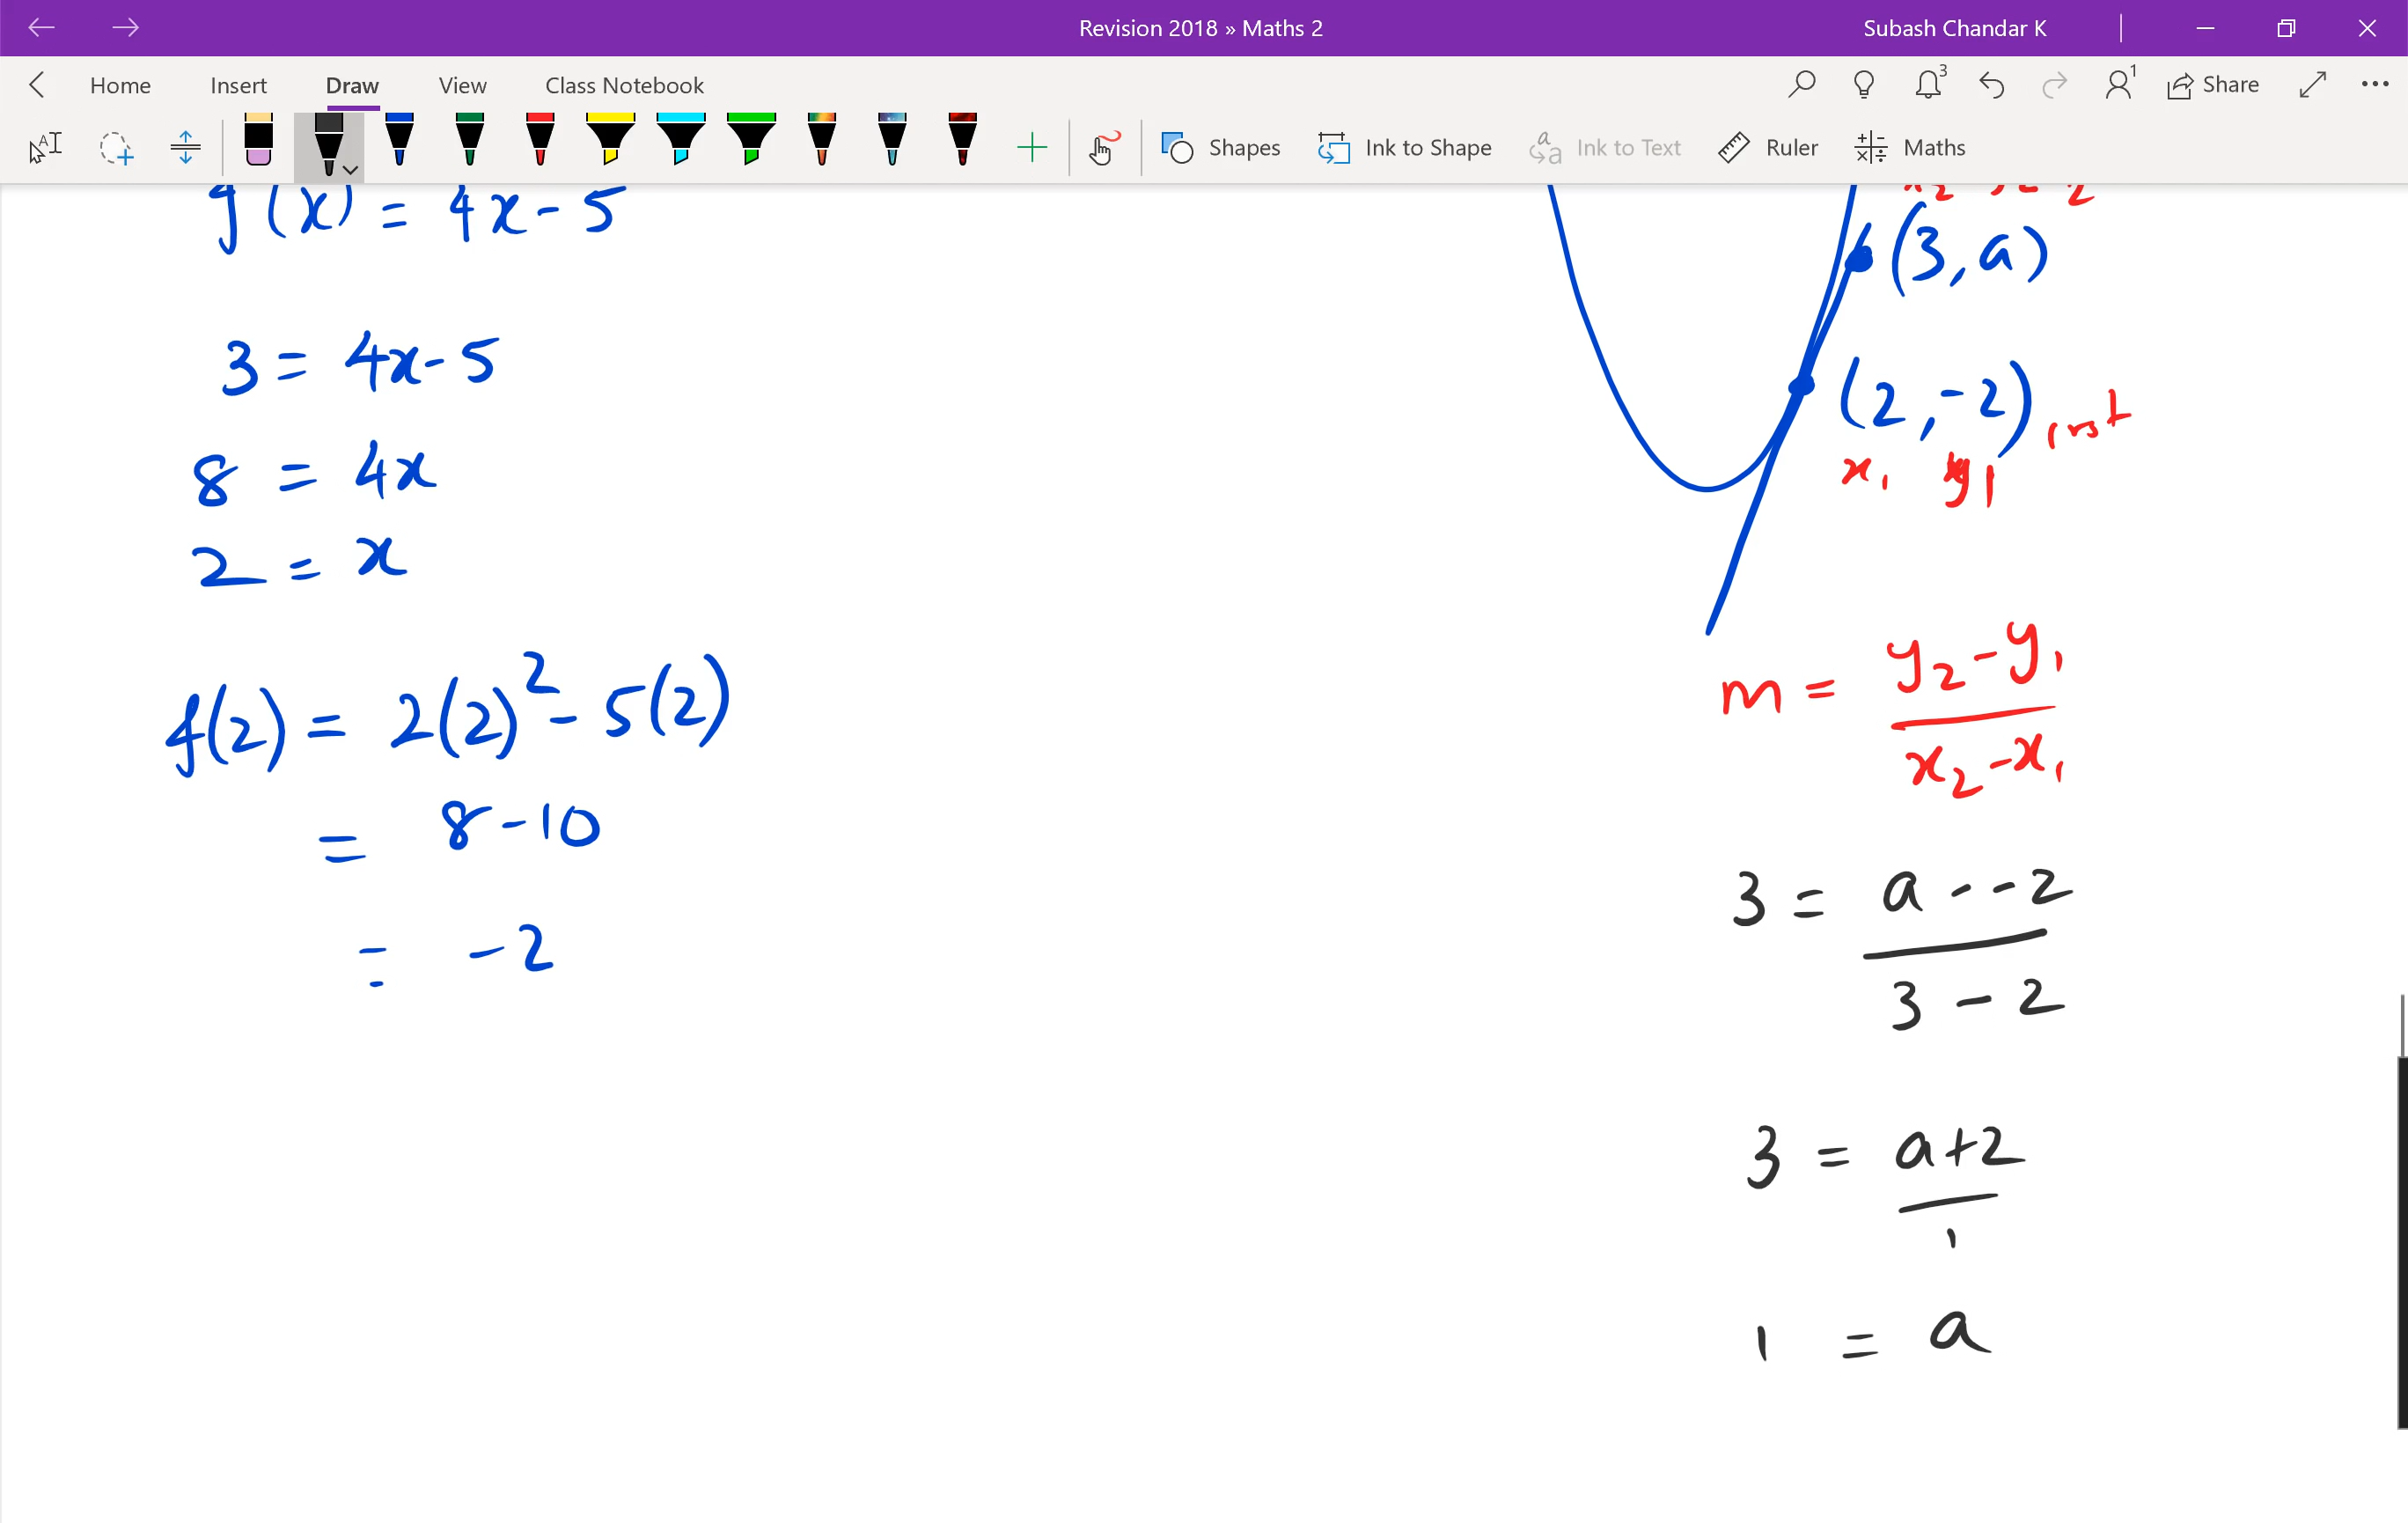 Revision 2018 » Maths 2
Subash Chandar K
Home Insert Draw View Class Notebook
3 1 Share
Shapes Ink to Shape Ink to Text Ruler Maths
(x) = 4x - 5
3 = 4x - 5
8 = 4x
2 = x
f(2) = 2(2)² - 5(2)
= 8 - 10
= -2
(3, a)
(2, -2)
x₁ y₁
m = y₂ - y₁ / x₂ - x₁
3 = a - -2 / 3 - 2
3 = a + 2 / 1
1 = a